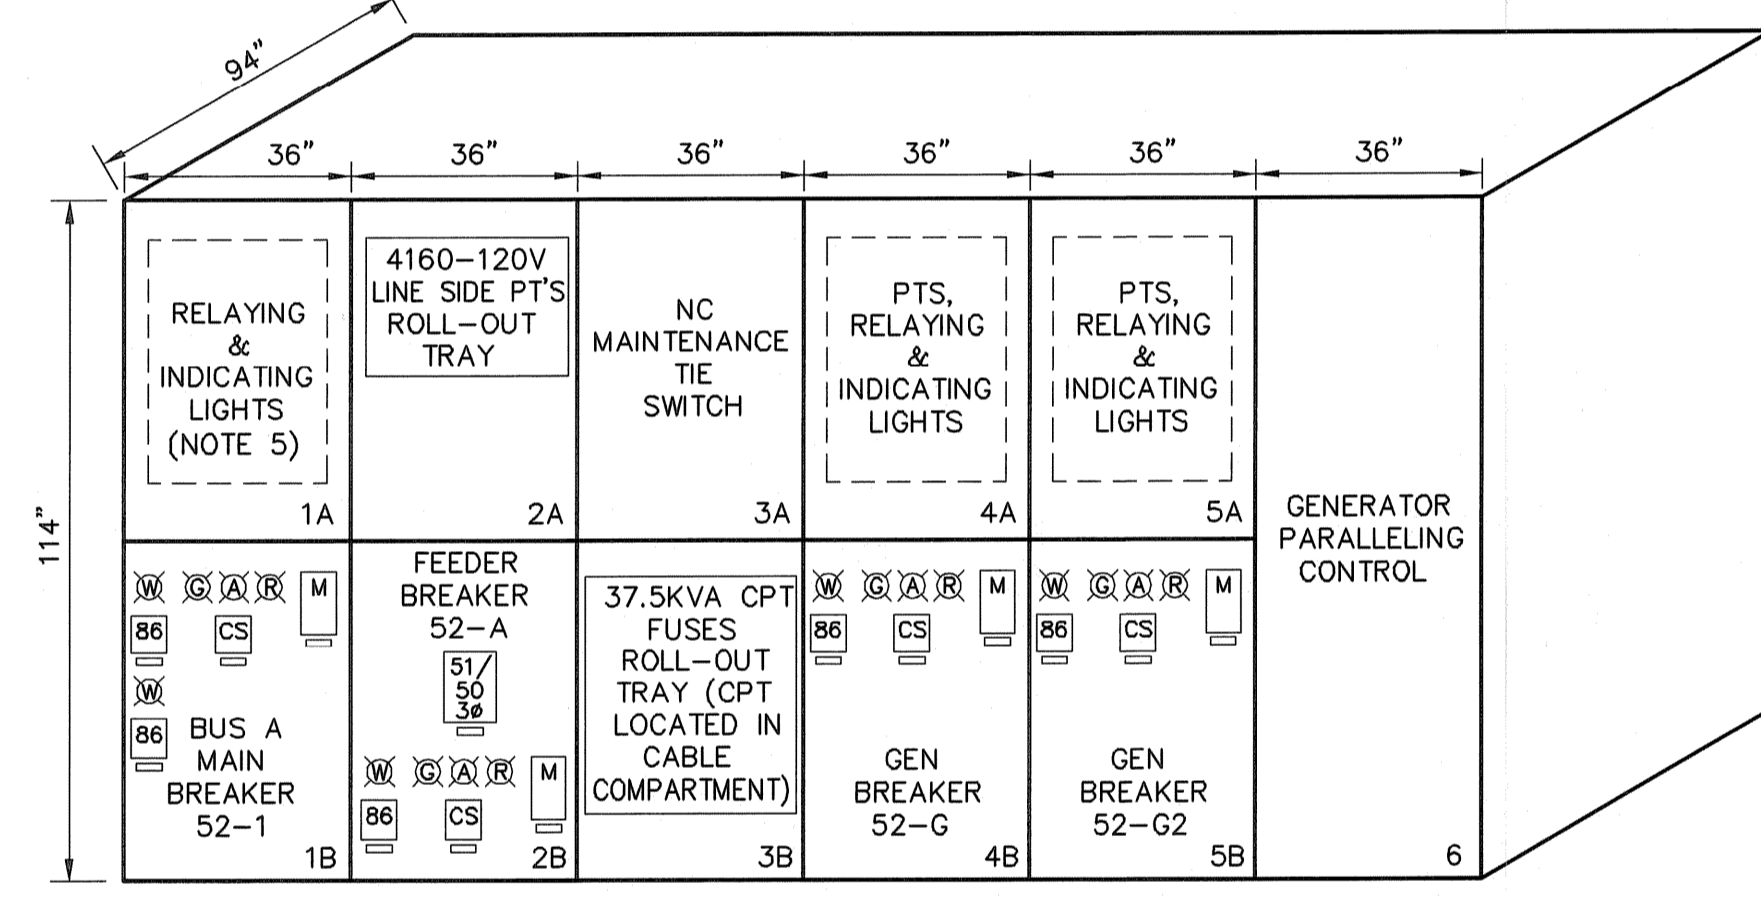 94"
36" 36" 36" 36" 36" 36"
114"
RELAYING
&
INDICATING
LIGHTS
(NOTE 5)
1A
4160-120V
LINE SIDE PT'S
ROLL-OUT
TRAY
2A
NC
MAINTENANCE
TIE
SWITCH
3A
PTS,
RELAYING
&
INDICATING
LIGHTS
4A
PTS,
RELAYING
&
INDICATING
LIGHTS
5A
GENERATOR
PARALLELING
CONTROL
6
W G A R M
86 CS
W
86
BUS A
MAIN
BREAKER
52-1
1B
FEEDER
BREAKER
52-A
51/
50
3ø
W G A R M
86 CS
2B
37.5KVA CPT
FUSES
ROLL-OUT
TRAY (CPT
LOCATED IN
CABLE
COMPARTMENT)
3B
W G A R M
86 CS
GEN
BREAKER
52-G
4B
W G A R M
86 CS
GEN
BREAKER
52-G2
5B